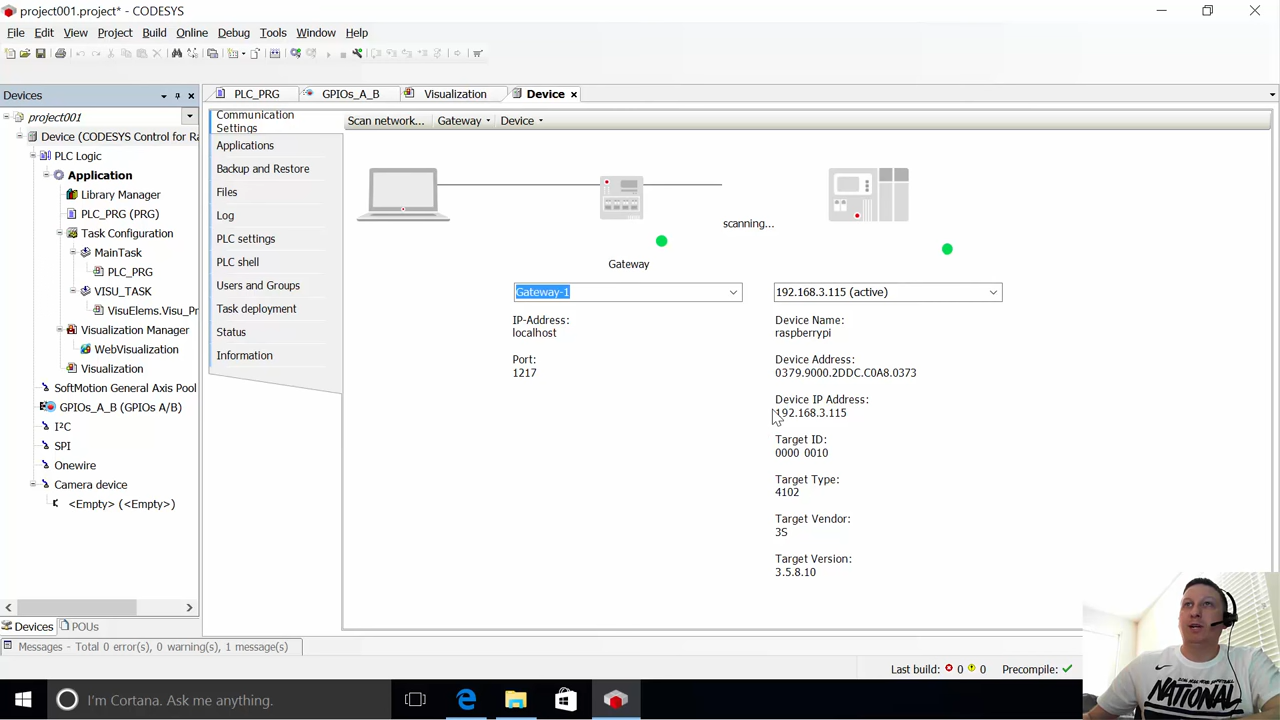 project001.project* - CODESYS
File Edit View Project Build Online Debug Tools Window Help
Devices
project001
Device (CODESYS Control for Ra
PLC Logic
Application
Library Manager
PLC_PRG (PRG)
Task Configuration
MainTask
PLC_PRG
VISU_TASK
VisuElems.Visu_Pr
Visualization Manager
WebVisualization
Visualization
SoftMotion General Axis Pool
GPIOs_A_B (GPIOs A/B)
I²C
SPI
Onewire
Camera device
<Empty> (<Empty>)
Devices POUs
PLC_PRG GPIOs_A_B Visualization Device
Communication
Settings
Applications
Backup and Restore
Files
Log
PLC settings
PLC shell
Users and Groups
Task deployment
Status
Information
Scan network... Gateway Device
scanning...
Gateway
Gateway-1
IP-Address:
localhost
Port:
1217
192.168.3.115 (active)
Device Name:
raspberrypi
Device Address:
0379.9000.2DDC.C0A8.0373
Device IP Address:
192.168.3.115
Target ID:
0000 0010
Target Type:
4102
Target Vendor:
3S
Target Version:
3.5.8.10
Messages - Total 0 error(s), 0 warning(s), 1 message(s)
Last build: 0 0 Precompile:
I'm Cortana. Ask me anything.
NATIONAL